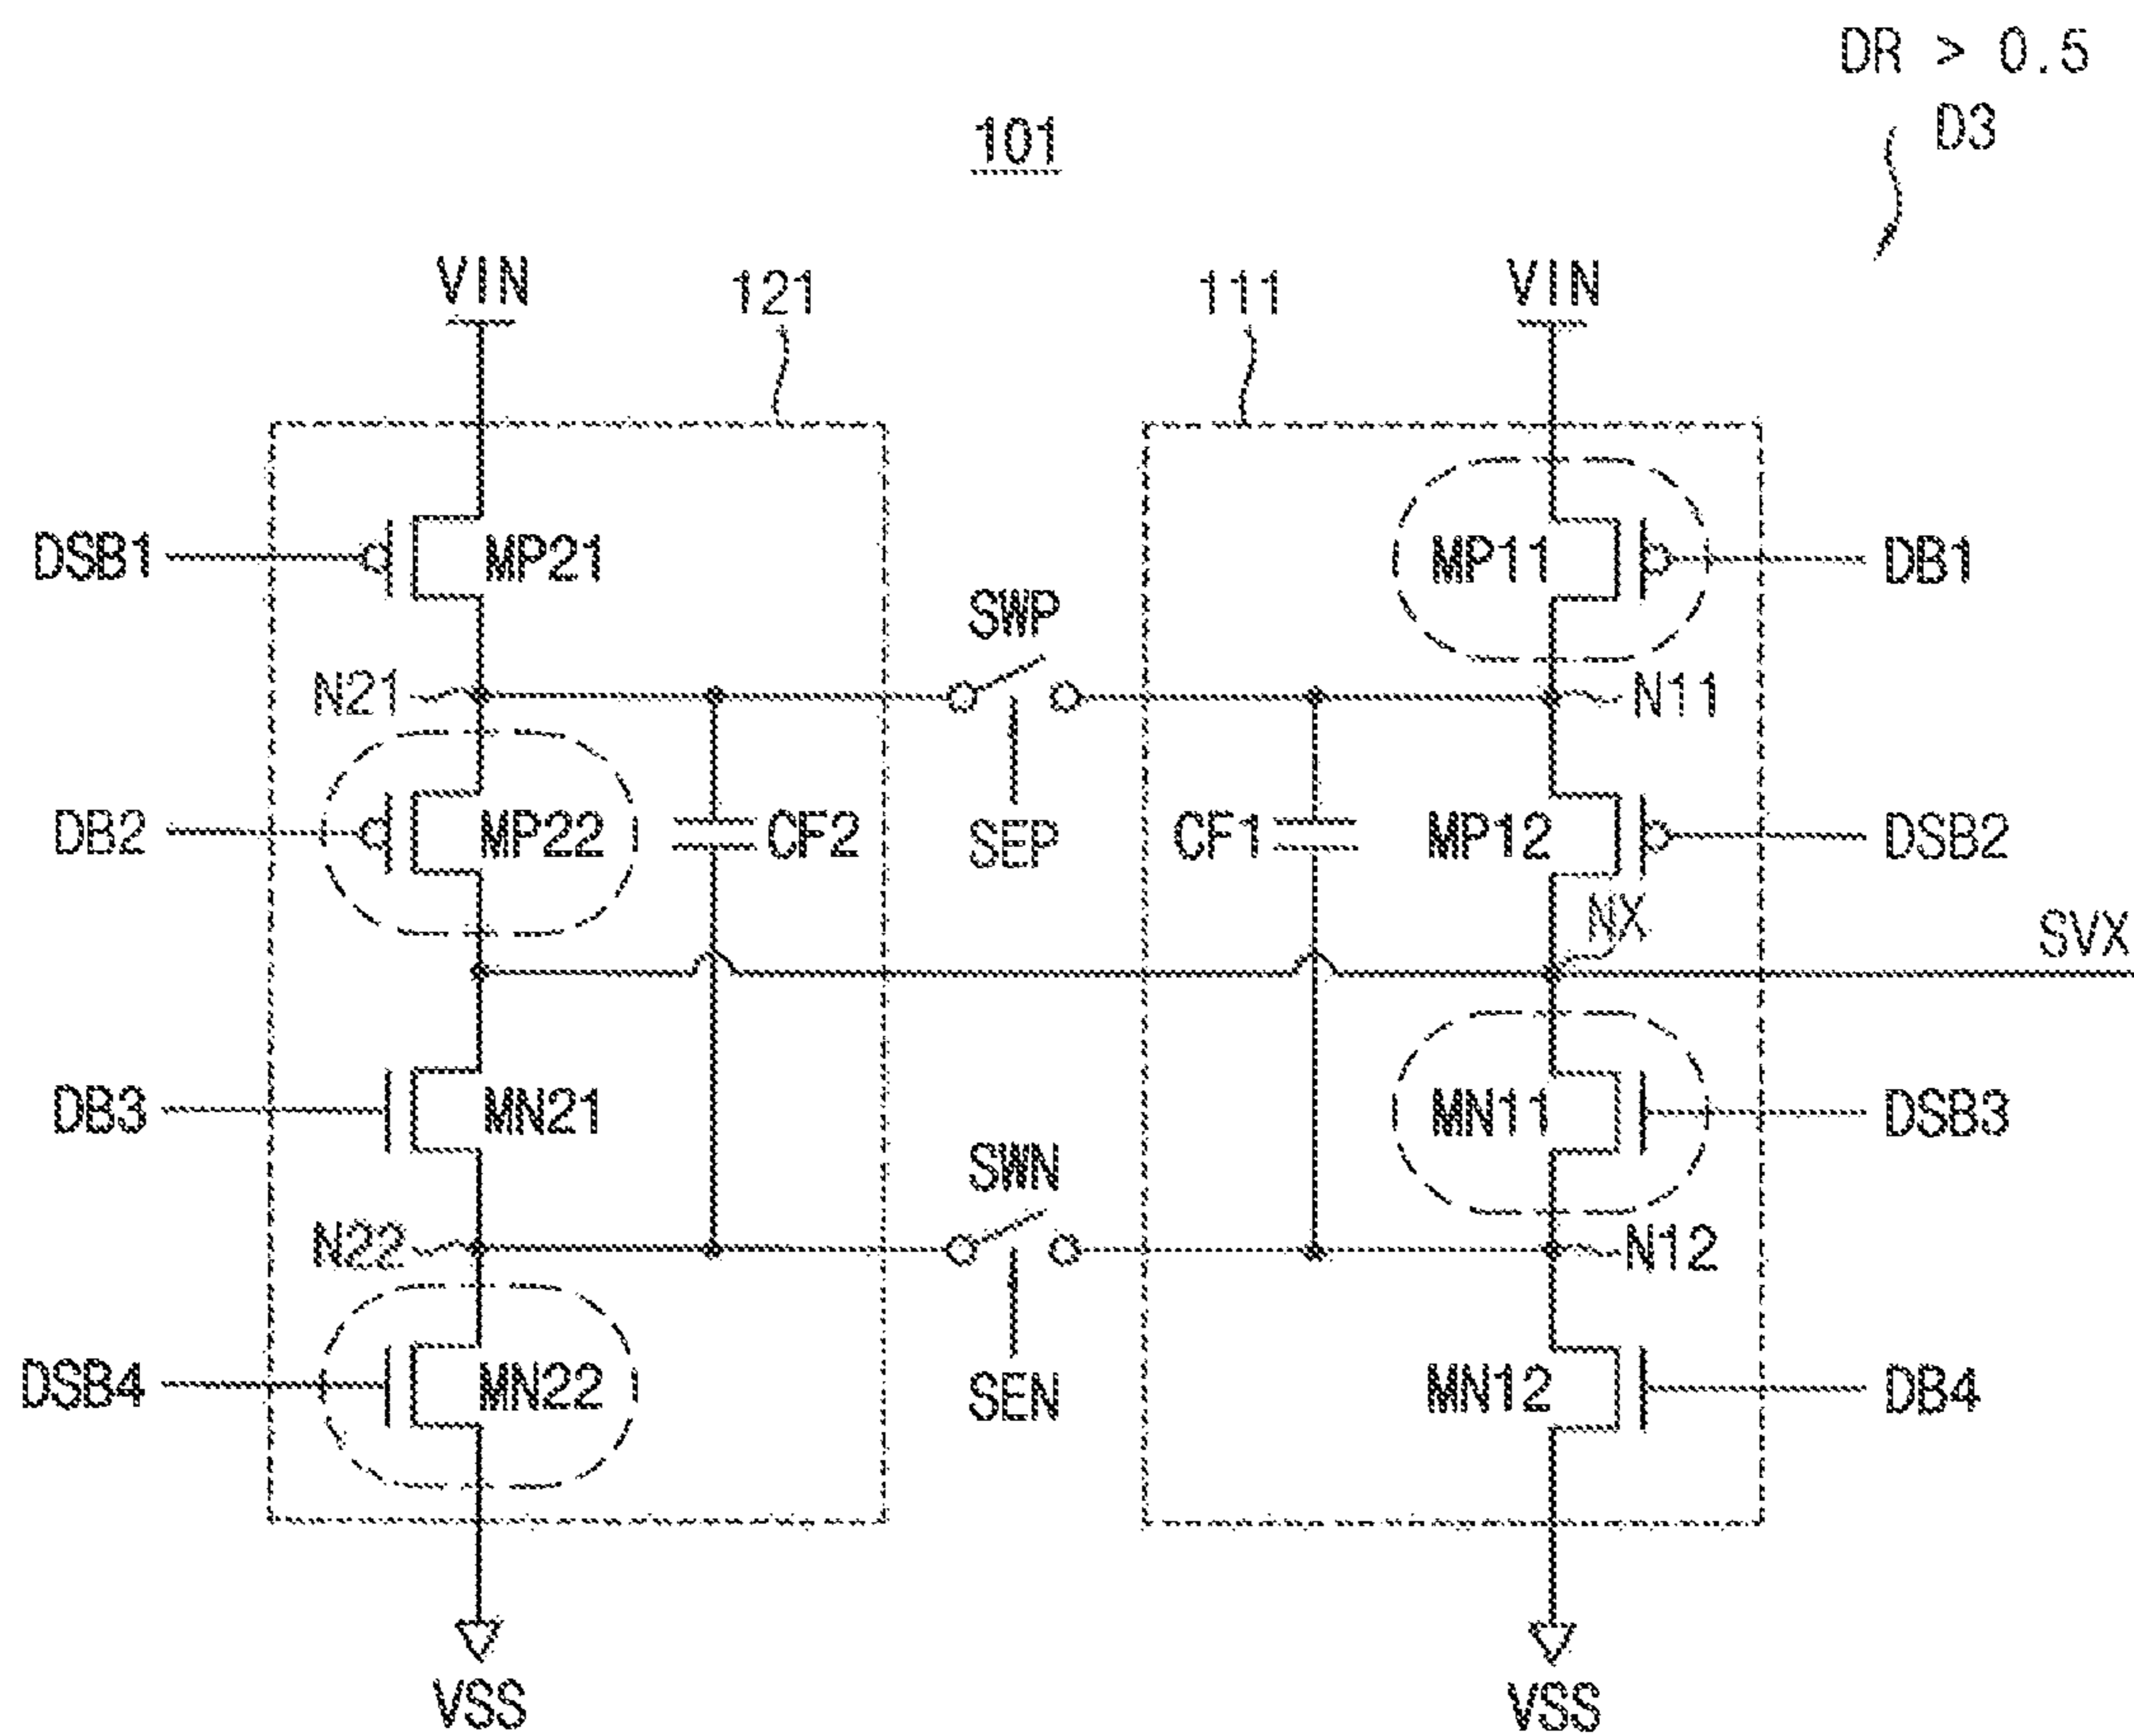 DR > 0.5
D3
101
VIN
121
111
VIN
DSB1
MP21
MP11
DB1
SWP
N21
N11
SEP
DB2
MP22
CF2
CF1
MP12
DSB2
NX
SVX
DB3
MN21
MN11
DSB3
SWN
N22
N12
SEN
DSB4
MN22
MN12
DB4
VSS
VSS